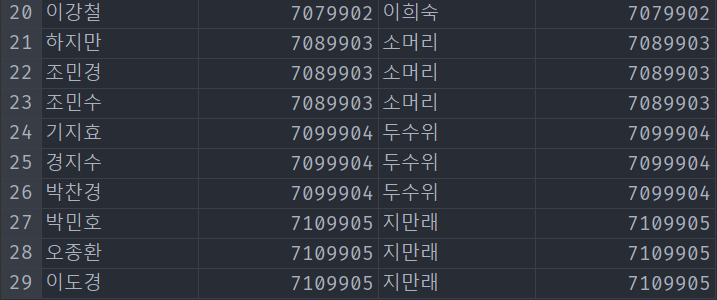 20 이강철 7079902 이희숙 7079902
21 하지만 7089903 소머리 7089903
22 조민경 7089903 소머리 7089903
23 조민수 7089903 소머리 7089903
24 기지효 7099904 두수위 7099904
25 경지수 7099904 두수위 7099904
26 박찬경 7099904 두수위 7099904
27 박민호 7109905 지만래 7109905
28 오종환 7109905 지만래 7109905
29 이도경 7109905 지만래 7109905